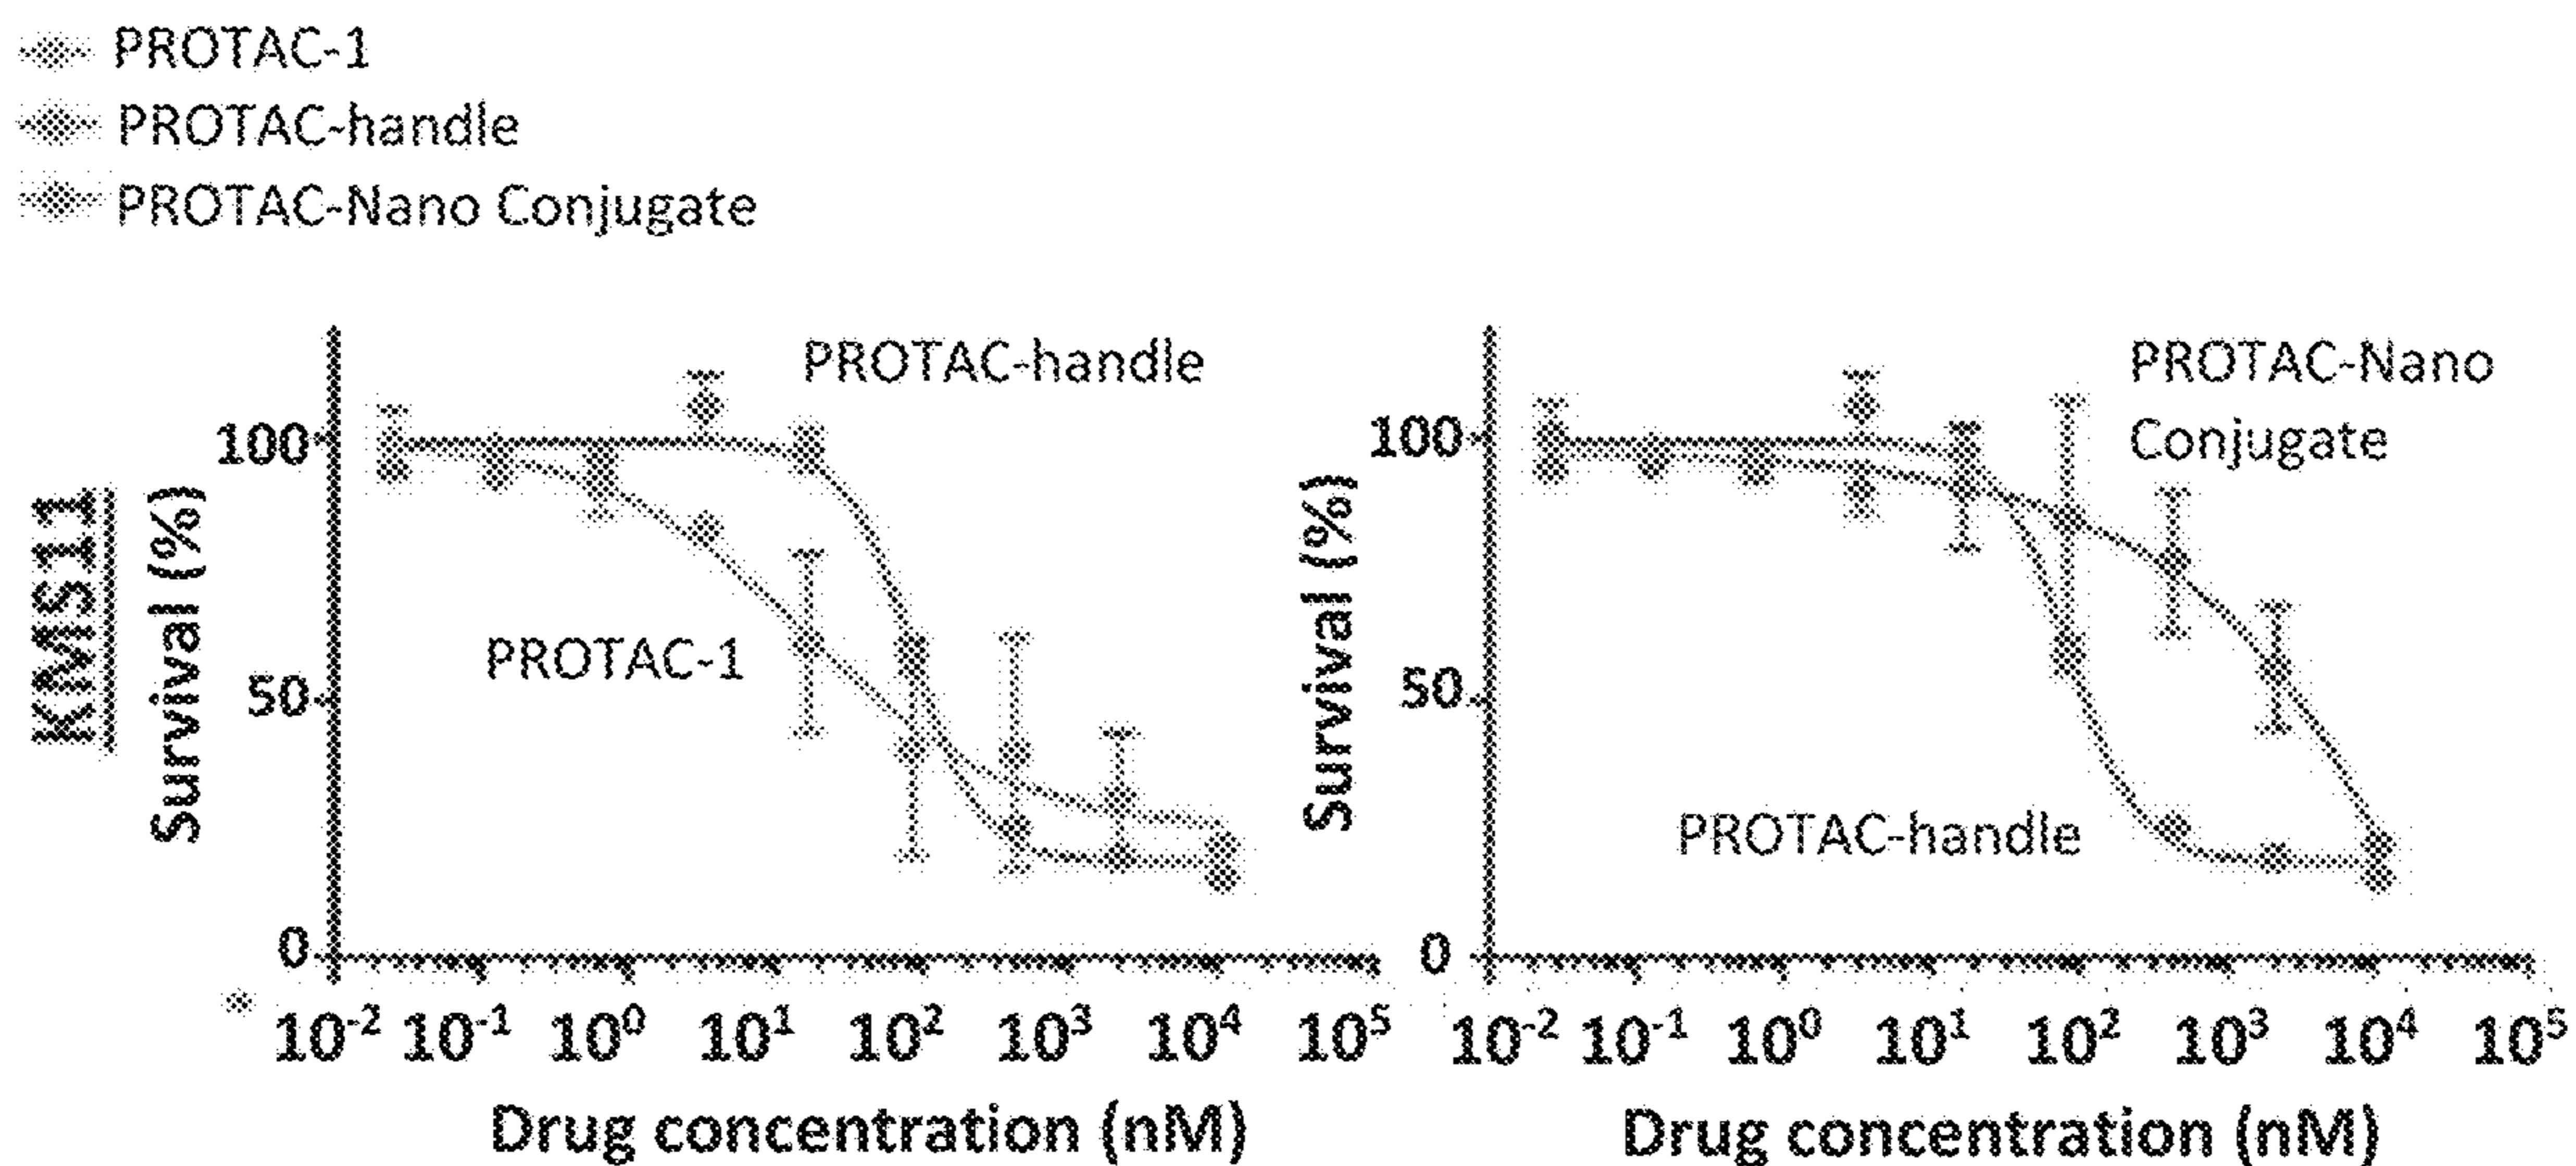 PROTAC-1
PROTAC-handle
PROTAC-Nano Conjugate
KMS11
Survival (%)
100
50
0
PROTAC-handle
PROTAC-1
10⁻² 10⁻¹ 10⁰ 10¹ 10² 10³ 10⁴ 10⁵
Drug concentration (nM)
Survival (%)
100
50
0
PROTAC-Nano
Conjugate
PROTAC-handle
10⁻² 10⁻¹ 10⁰ 10¹ 10² 10³ 10⁴ 10⁵
Drug concentration (nM)